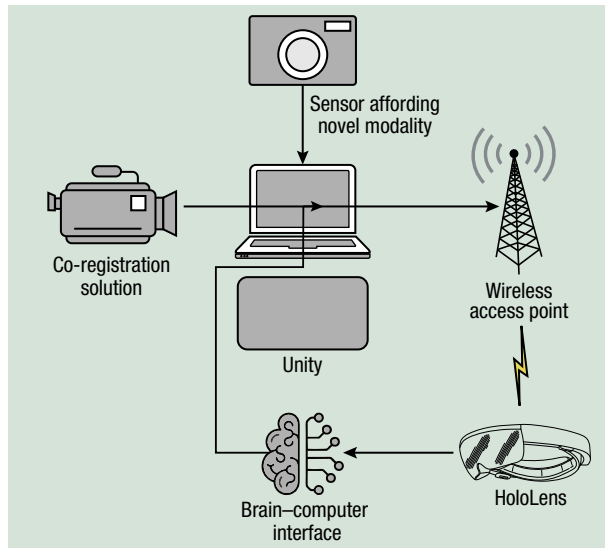 Sensor affording
novel modality
Co-registration
solution
Wireless
access point
Unity
Brain–computer
interface
HoloLens